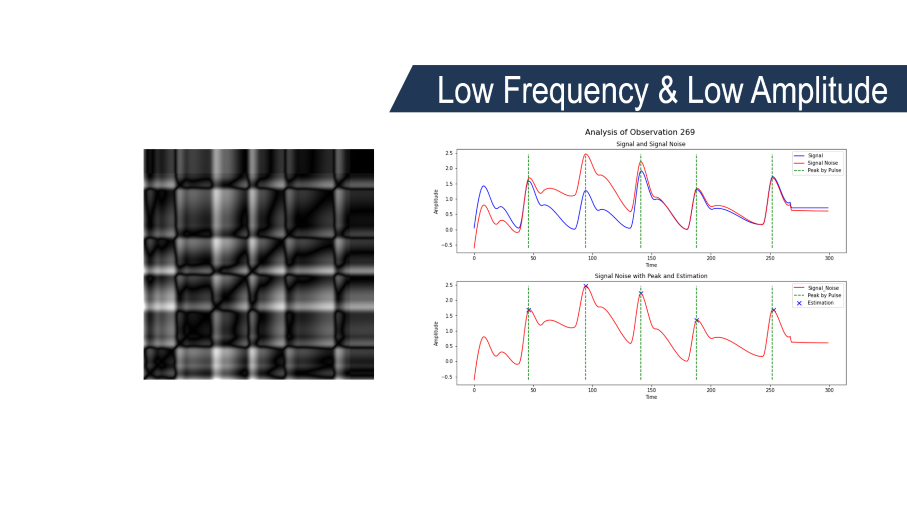 Low Frequency & Low Amplitude
Analysis of Observation 269
Signal and Signal Noise
2.5
2.0
1.5
1.0
0.5
0.0
−0.5
Amplitude
Signal
Signal Noise
Peak by Pulse
0 50 100 150 200 250 300
Time
Signal Noise with Peak and Estimation
2.5
2.0
1.5
1.0
0.5
0.0
−0.5
Amplitude
Signal_Noise
Peak by Pulse
Estimation
0 50 100 150 200 250 300
Time